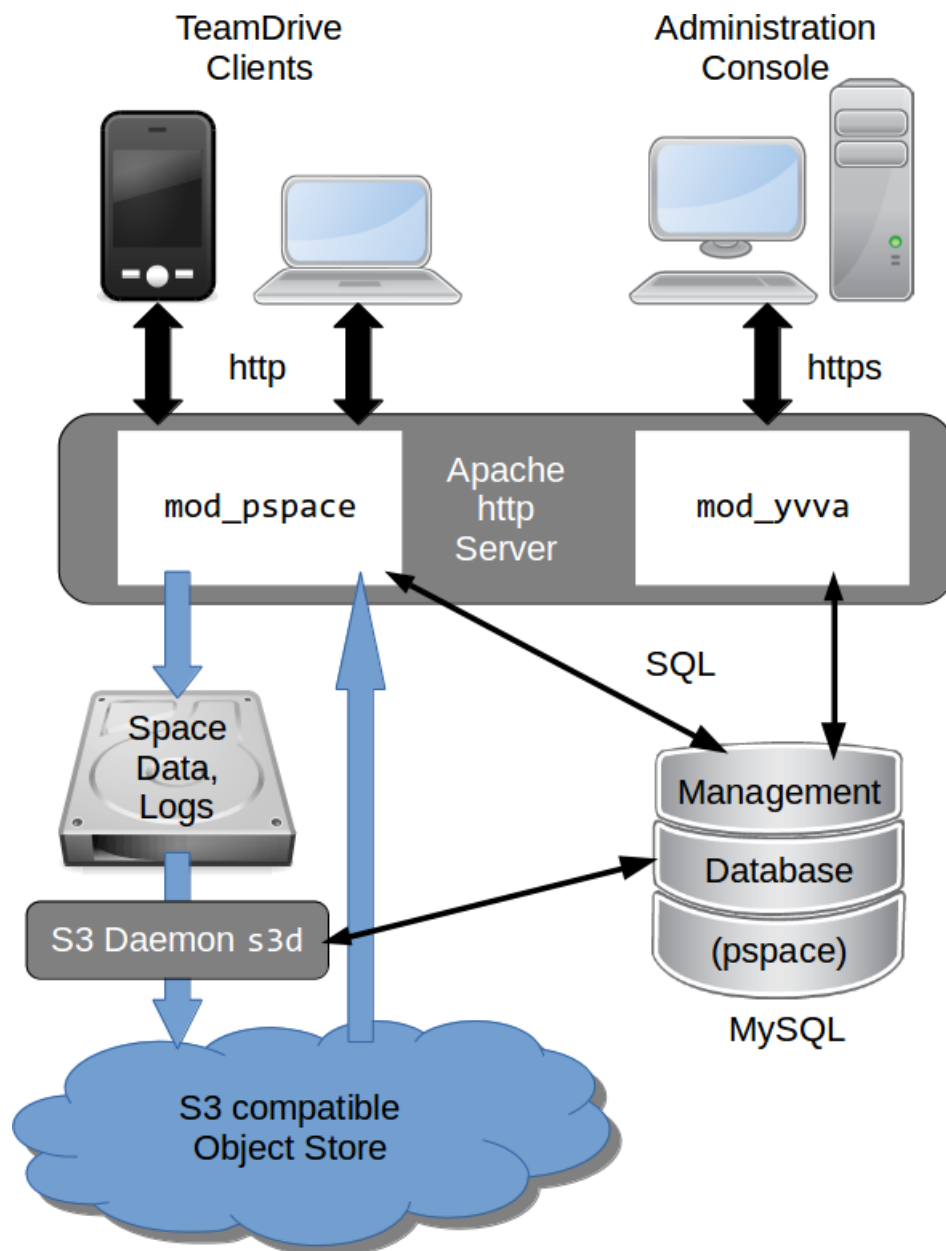 TeamDrive
Clients
Administration
Console
http
https
mod_pspace
Apache
http
Server
mod_yvva
SQL
Space
Data,
Logs
Management
Database
(pspace)
S3 Daemon s3d
MySQL
S3 compatible
Object Store